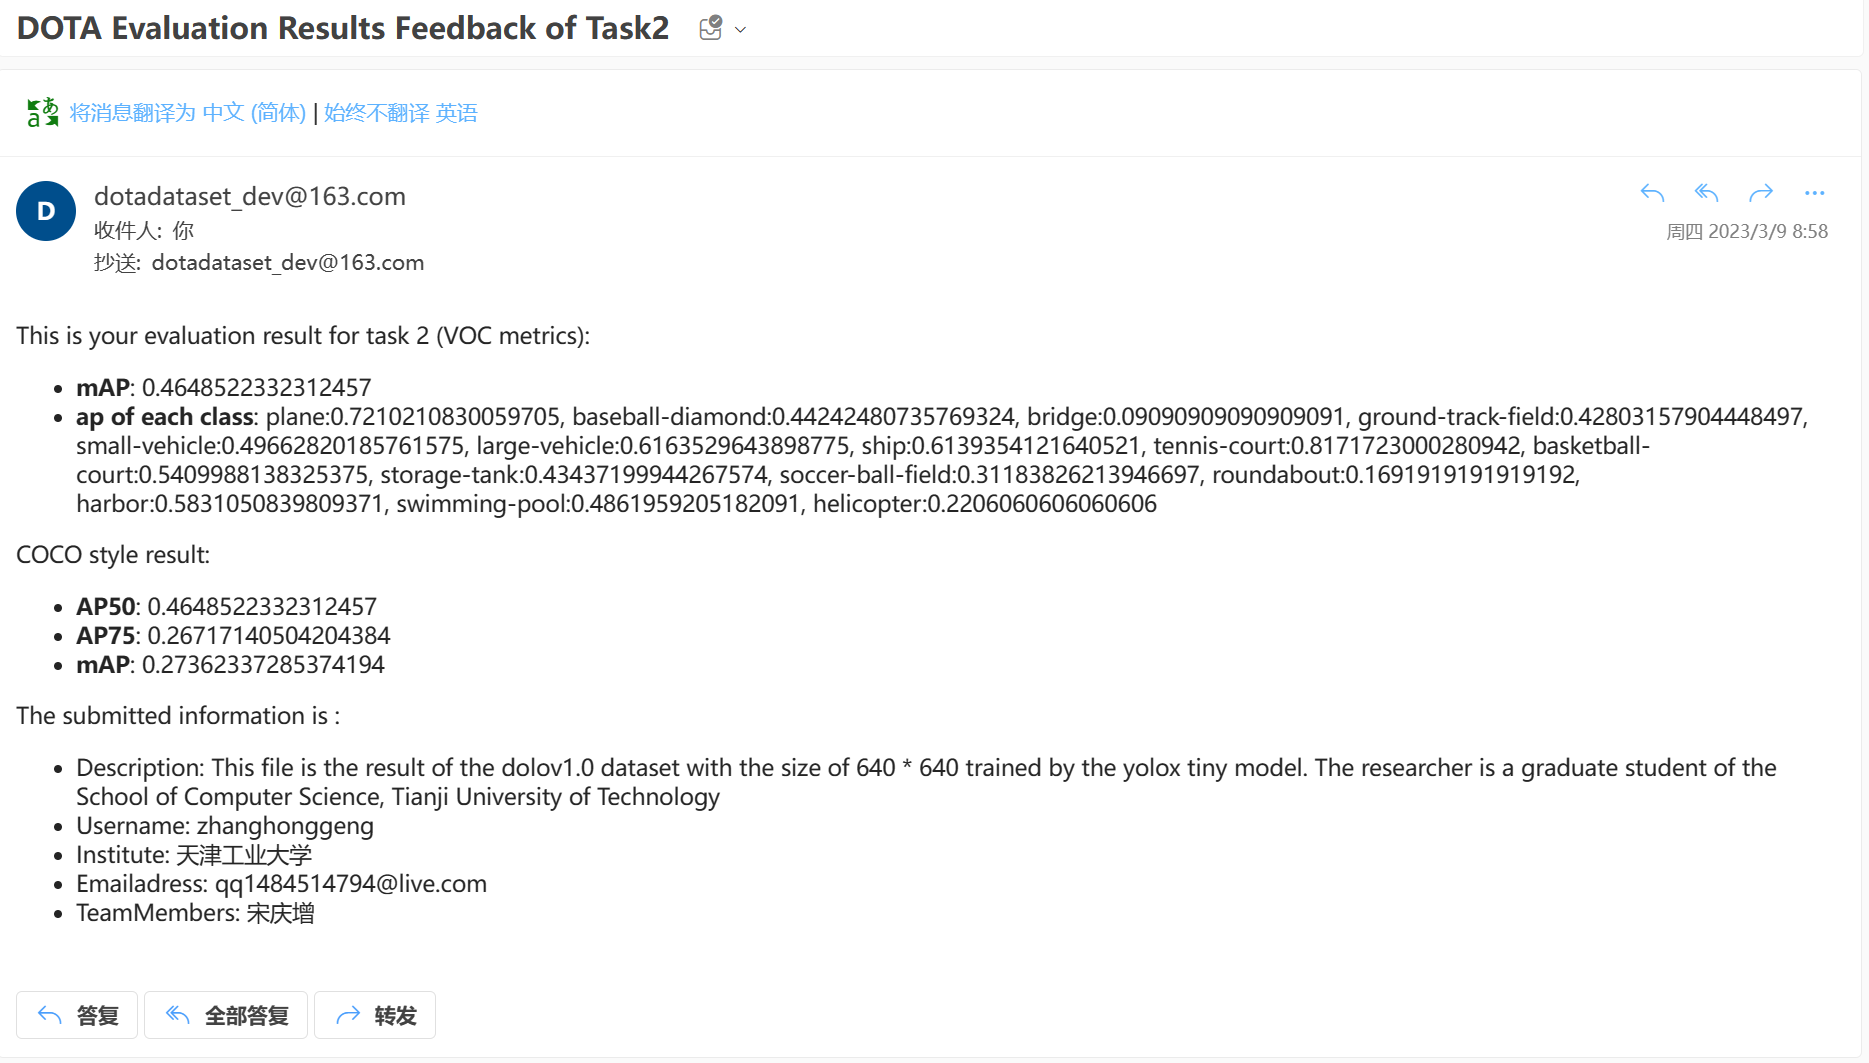 DOTA Evaluation Results Feedback of Task2
将消息翻译为 中文 (简体) | 始终不翻译 英语
D
dotadataset_dev@163.com
收件人: 你
周四 2023/3/9 8:58
抄送: dotadataset_dev@163.com
This is your evaluation result for task 2 (VOC metrics):
• mAP: 0.4648522332312457
• ap of each class: plane:0.7210210830059705, baseball-diamond:0.44242480735769324, bridge:0.09090909090909091, ground-track-field:0.42803157904448497,
small-vehicle:0.49662820185761575, large-vehicle:0.6163529643898775, ship:0.6139354121640521, tennis-court:0.8171723000280942, basketball-
court:0.5409988138325375, storage-tank:0.43437199944267574, soccer-ball-field:0.31183826213946697, roundabout:0.1691919191919192,
harbor:0.5831050839809371, swimming-pool:0.4861959205182091, helicopter:0.2206060606060606
COCO style result:
• AP50: 0.4648522332312457
• AP75: 0.26717140504204384
• mAP: 0.27362337285374194
The submitted information is :
• Description: This file is the result of the dolov1.0 dataset with the size of 640 * 640 trained by the yolox tiny model. The researcher is a graduate student of the
School of Computer Science, Tianji University of Technology
• Username: zhanghonggeng
• Institute: 天津工业大学
• Emailadress: qq1484514794@live.com
• TeamMembers: 宋庆增
答复 全部答复 转发